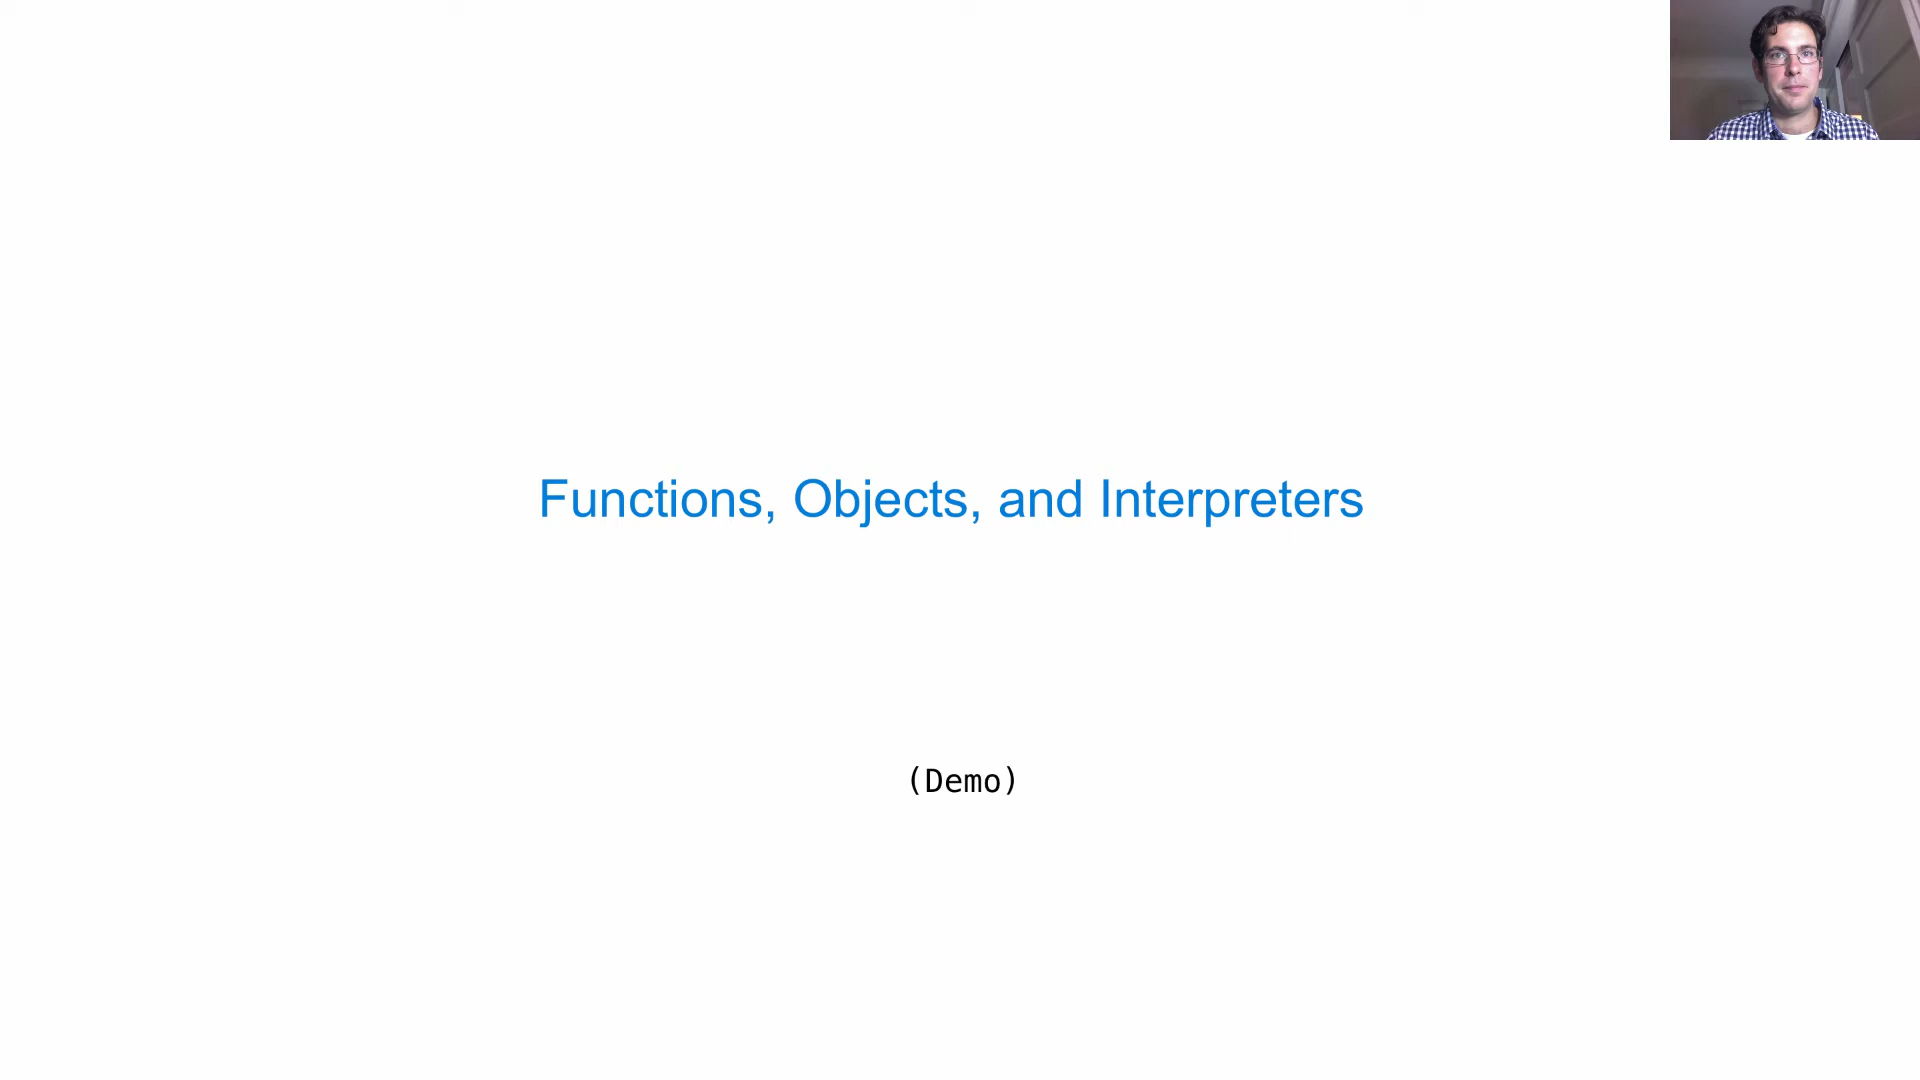 Functions, Objects, and Interpreters
(Demo)